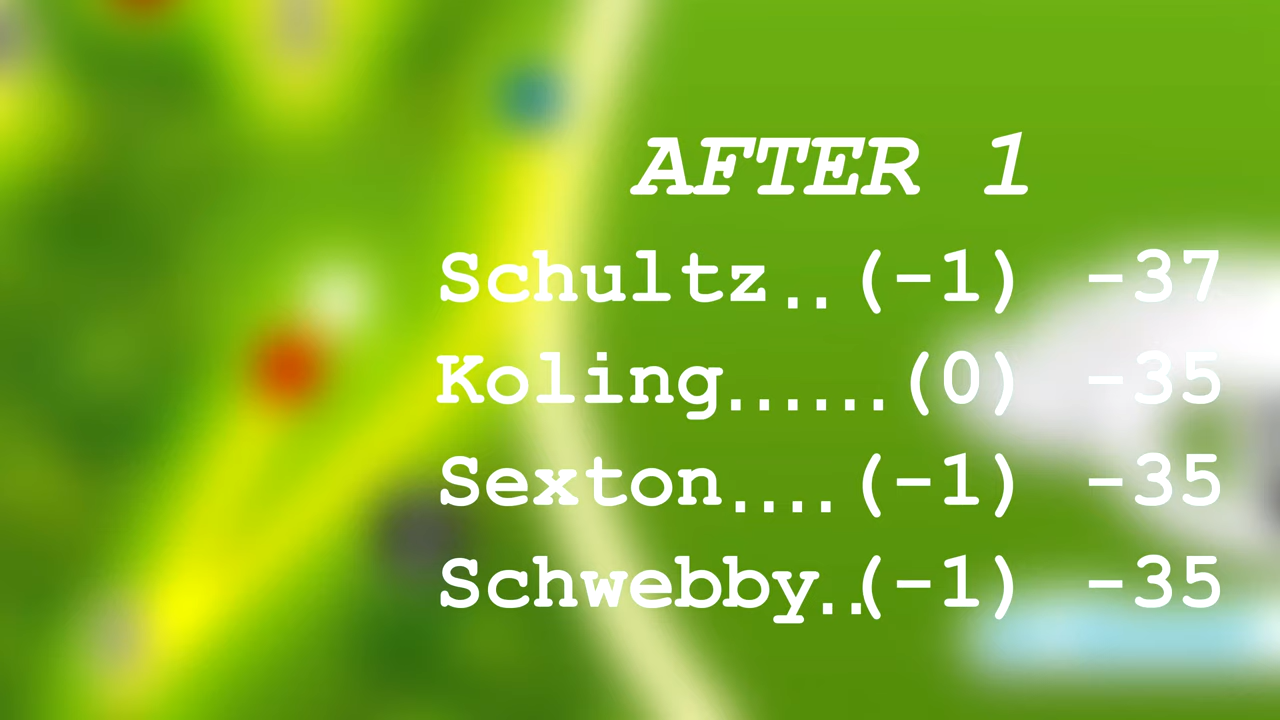 AFTER 1
Schultz..(-1) -37
Koling......(0) -35
Sexton....(-1) -35
Schwebby..(-1) -35